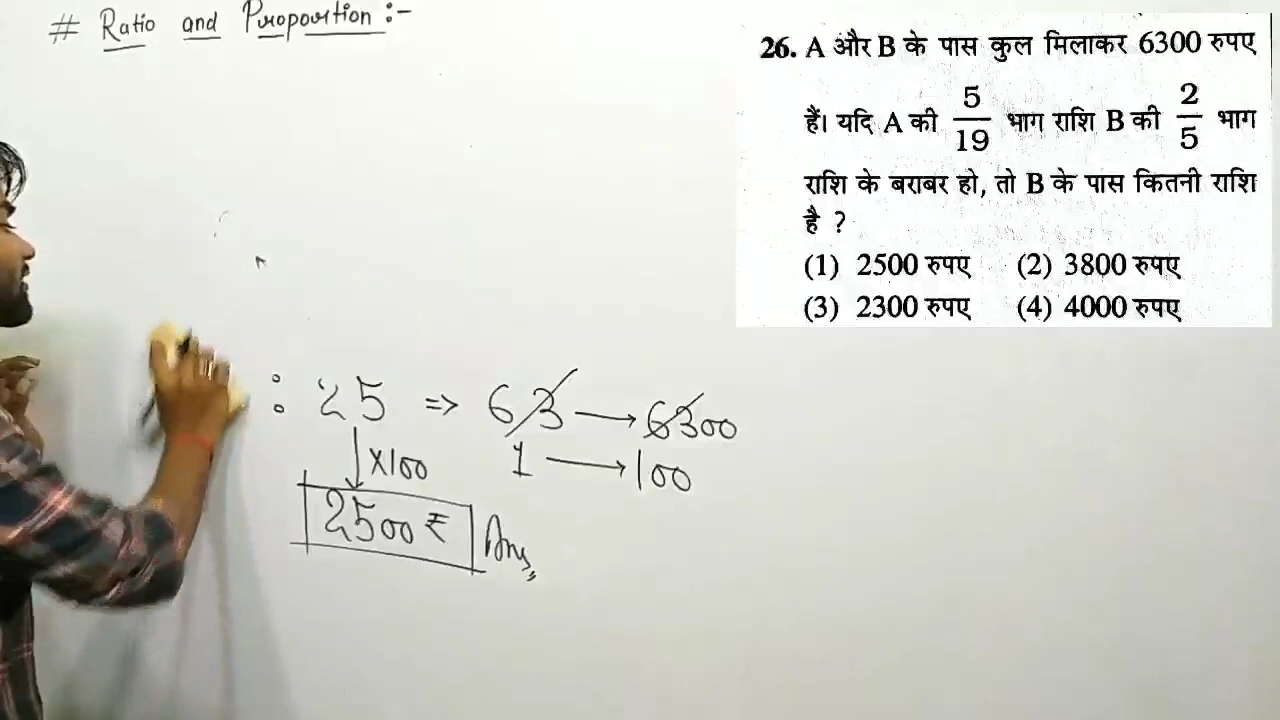 # Ratio and Proportion :-
26. A और B के पास कुल मिलाकर 6300 रुपए
हैं। यदि A की 5/19 भाग राशि B की 2/5 भाग
राशि के बराबर हो, तो B के पास कितनी राशि
है ?
(1) 2500 रुपए (2) 3800 रुपए
(3) 2300 रुपए (4) 4000 रुपए
: 25 => 63 → 6300
×100 1 → 100
2500 ₹ Ans